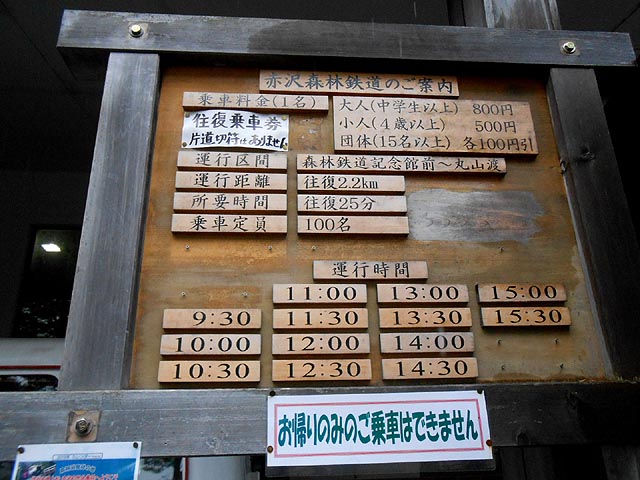 赤沢森林鉄道のご案内
乗車料金(1名)
往復乗車券
片道切符はありません
大人(中学生以上) 800円
小人(4歳以上) 500円
団体(15名以上) 各100円引
運行区間 森林鉄道記念館前〜丸山渡
運行距離 往復2.2km
所要時間 往復25分
乗車定員 100名
運行時間
11:00 13:00 15:00
9:30 11:30 13:30 15:30
10:00 12:00 14:00
10:30 12:30 14:30
お帰りのみのご乗車はできません